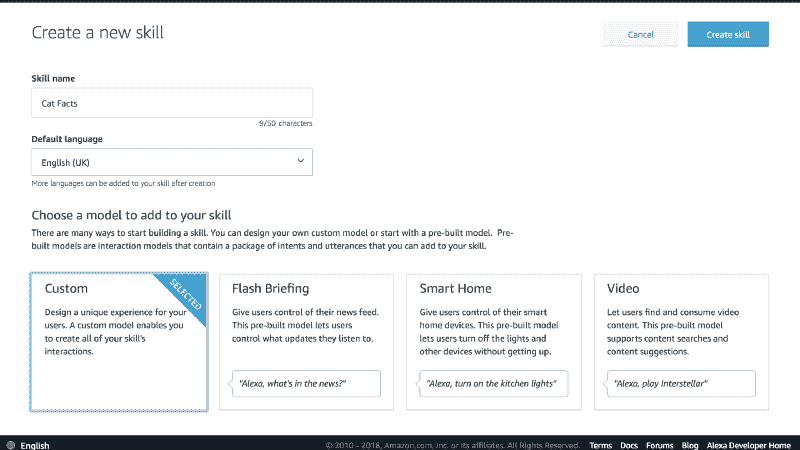 Create a new skill
Cancel
Create skill
Skill name
Cat Facts
9/50 characters
Default language
English (UK)
More languages can be added to your skill after creation
Choose a model to add to your skill
There are many ways to start building a skill. You can design your own custom model or start with a pre-built model. Pre-
built models are interaction models that contain a package of intents and utterances that you can add to your skill.
Custom
SELECTED
Design a unique experience for your
users. A custom model enables you
to create all of your skill's
interactions.
Flash Briefing
Give users control of their news feed.
This pre-built model lets users
control what updates they listen to.
"Alexa, what's in the news?"
Smart Home
Give users control of their smart
home devices. This pre-built model
lets users turn off the lights and
other devices without getting up.
"Alexa, turn on the kitchen lights"
Video
Let users find and consume video
content. This pre-built model
supports content searches and
content suggestions.
"Alexa, play Interstellar"
English
© 2010 - 2018, Amazon.com, Inc. or its affiliates. All Rights Reserved.
Terms
Docs
Forums
Blog
Alexa Developer Home